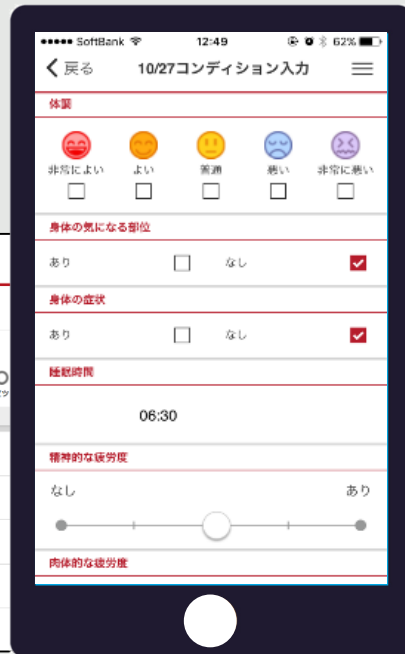 ●●●●● SoftBank 12:49 62%
戻る 10/27コンディション入力
体調
非常によい よい 普通 悪い 非常に悪い
身体の気になる部位
あり なし
身体の症状
あり なし
睡眠時間
06:30
精神的な疲労度
なし あり
肉体的な疲労度